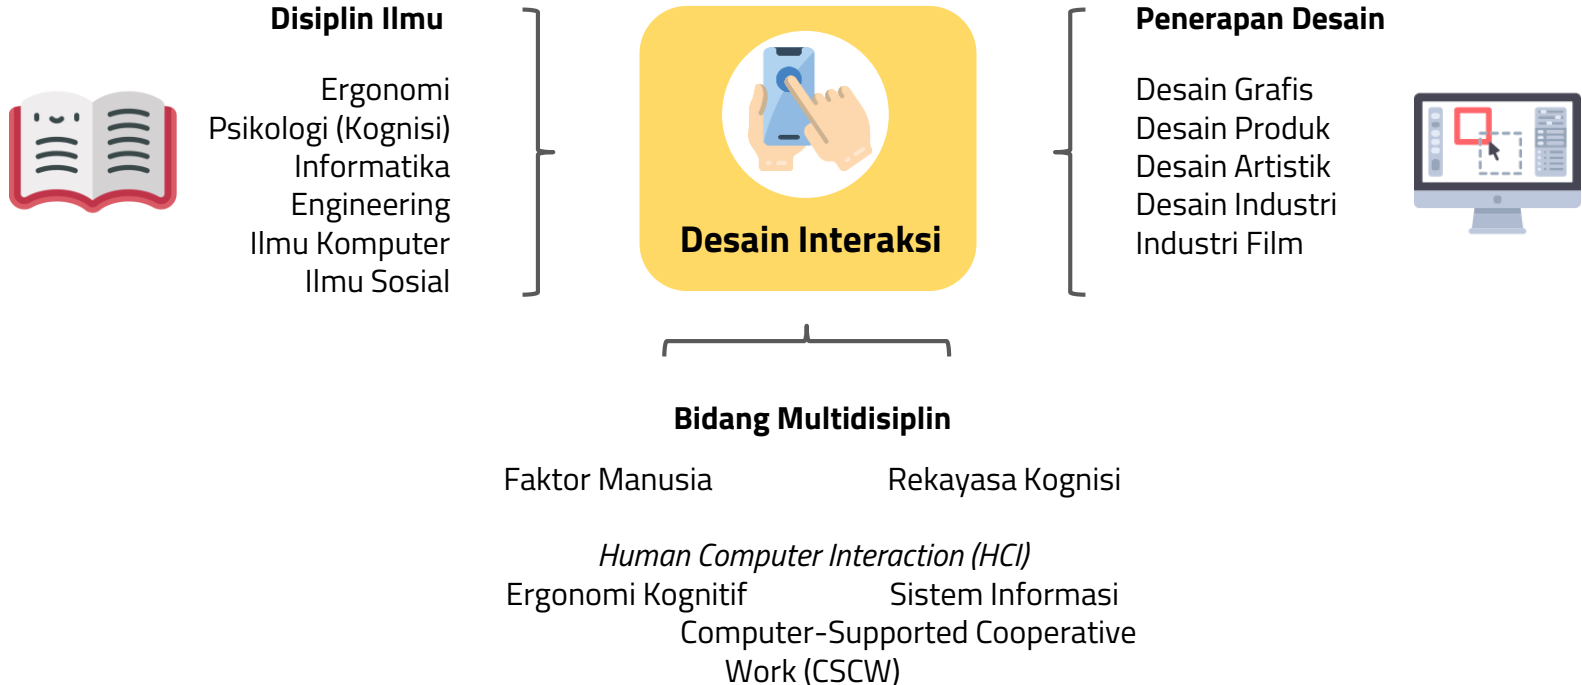 Disiplin Ilmu
Ergonomi
Psikologi (Kognisi)
Informatika
Engineering
Ilmu Komputer
Ilmu Sosial
Desain Interaksi
Penerapan Desain
Desain Grafis
Desain Produk
Desain Artistik
Desain Industri
Industri Film
Bidang Multidisiplin
Faktor Manusia Rekayasa Kognisi
Human Computer Interaction (HCI)
Ergonomi Kognitif Sistem Informasi
Computer-Supported Cooperative
Work (CSCW)